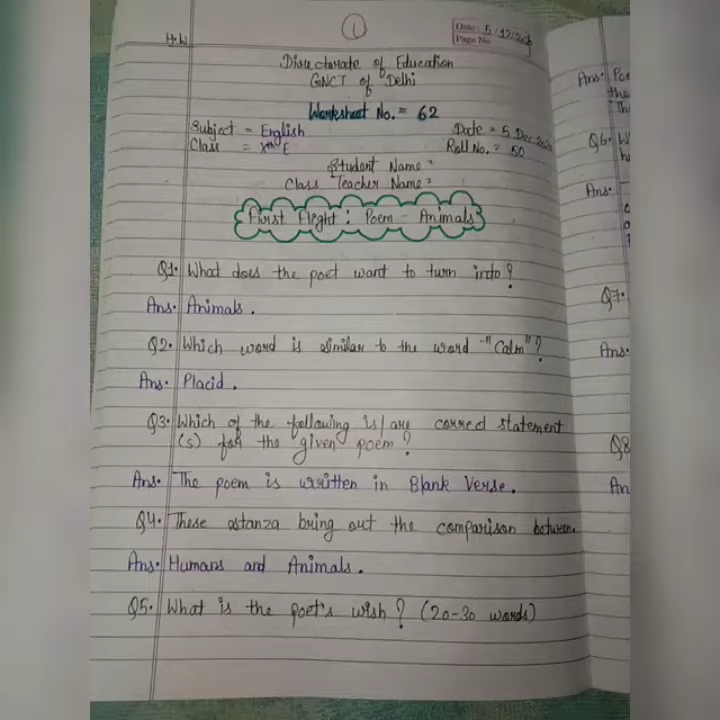 1
H.W
Date: 5/12/20
Page No
Directorate of Education
GNCT of Delhi
Worksheet No. = 62
Subject = English
Date = 5 Dec
Class = Xth E
Roll No. = 50
Student Name =
Class Teacher Name =
First Flight : Poem - Animals
Q1. What does the poet want to turn into?
Ans. Animals.
Q2. Which word is similar to the word -"Calm"?
Ans. Placid.
Q3. Which of the following is/are correct statement
(s) for the given poem?
Ans. The poem is written in Blank Verse.
Q4. These stanza bring out the comparison between.
Ans. Humans and Animals.
Q5. What is the poet's wish? (20-30 words)
Ans.
the
Q6.
Ans.
Q7.
Ans.
Q8
An